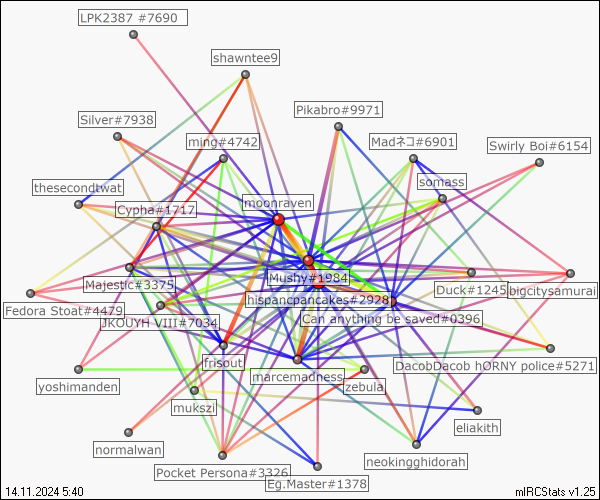 LPK2387 #7690
shawntee9
Pikabro#9971
Silver#7938
ming#4742
Madネコ#6901
Swirly Boi#6154
thesecondtwat
somass
moonraven
Cypha#1717
Mushy#1984
Majestic#3375
Duck#1245
bigcitysamurai
hispancpancakes#2928
Fedora Stoat#4479
JKOUYH VIII#7034
Can anything be saved#0396
frisout
DacobDacob hORNY police#5271
marcemadness
zebula
yoshimanden
mukszi
eliakith
normalwan
neokingghidorah
Pocket Persona#3326
Eg.Master#1378
14.11.2024 5:40
mIRCStats v1.25